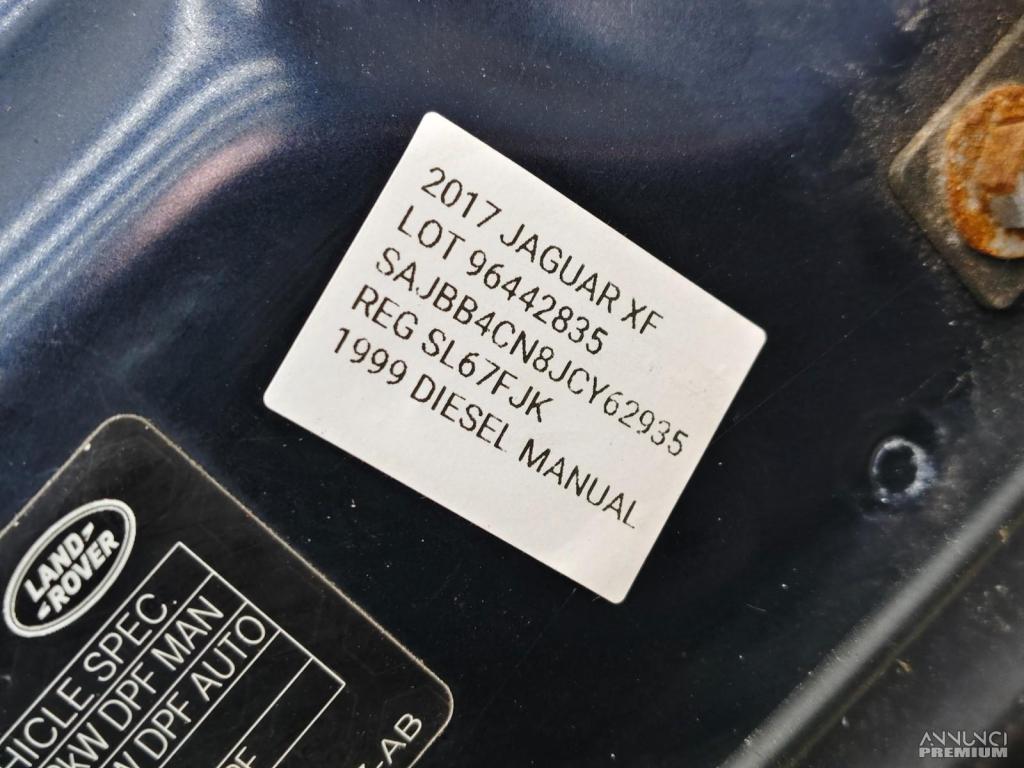 2017 JAGUAR XF
LOT 96442835
SAJBB4CN8JCY62935
REG SL67FJK
1999 DIESEL MANUAL
LAND-
-ROVER
HICLE SPEC.
KW DPF MAN
W DPF AUTO
-AB
ANNUNCI
PREMIUM